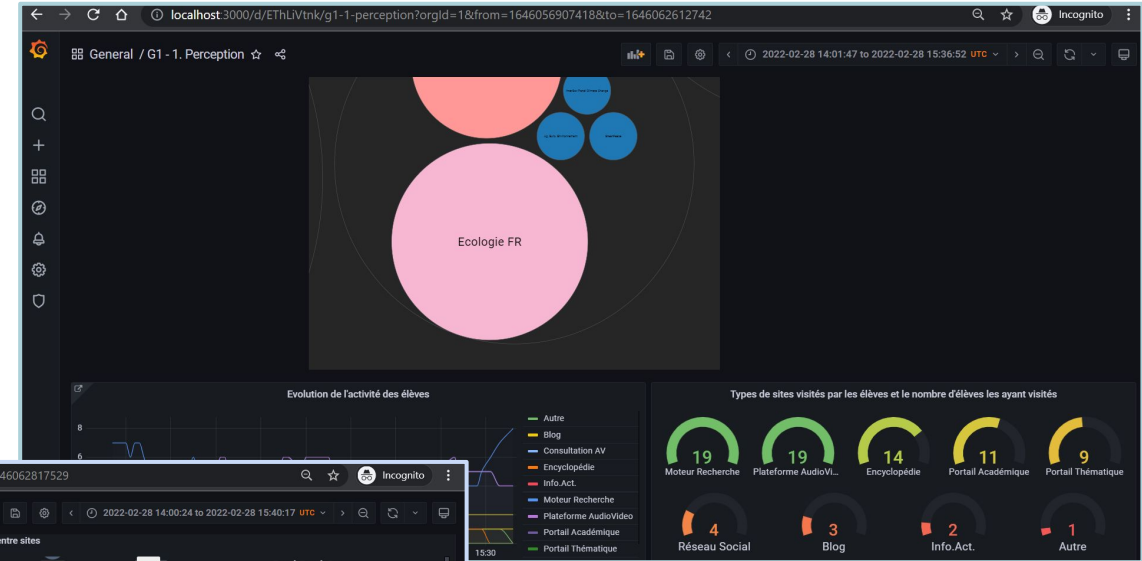 localhost:3000/d/EThLiVtnk/g1-1-perception?orgId=1&from=1646056907418&to=1646062612742
Incognito
General / G1 - 1. Perception
2022-02-28 14:01:47 to 2022-02-28 15:36:52 UTC
Ecologie FR
Evolution de l'activité des élèves
8
6
Autre
Blog
Consultation AV
Encyclopédie
Info.Act.
Moteur Recherche
Plateforme AudioVideo
Portail Académique
Portail Thématique
15:30
Types de sites visités par les élèves et le nombre d'élèves les ayant visités
19
Moteur Recherche
19
Plateforme AudioVi...
14
Encyclopédie
11
Portail Académique
9
Portail Thématique
4
Réseau Social
3
Blog
2
Info.Act.
1
Autre
46062817529
Incognito
2022-02-28 14:00:24 to 2022-02-28 15:40:17 UTC
entre sites